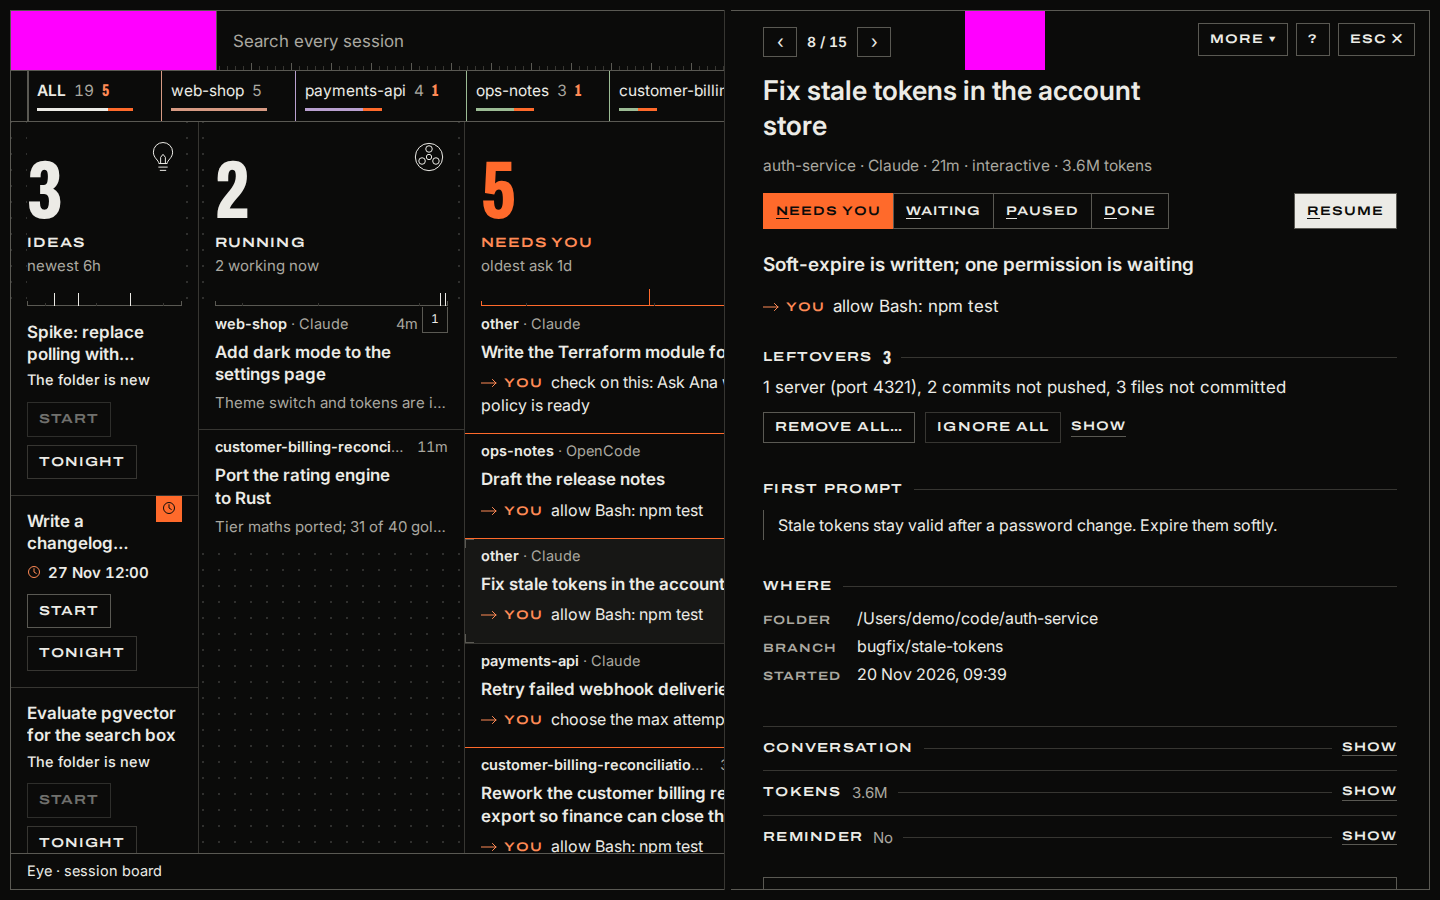 Search every session
ALL 19 5
web-shop 5
payments-api 4 1
ops-notes 3 1
customer-billin
3
IDEAS
newest 6h
Spike: replace
polling with...
The folder is new
START
TONIGHT
Write a
changelog...
27 Nov 12:00
START
TONIGHT
Evaluate pgvector
for the search box
The folder is new
START
TONIGHT
2
RUNNING
2 working now
web-shop · Claude 4m 1
Add dark mode to the
settings page
Theme switch and tokens are i...
customer-billing-reconci... 11m
Port the rating engine
to Rust
Tier maths ported; 31 of 40 gol...
5
NEEDS YOU
oldest ask 1d
other · Claude
Write the Terraform module fo
→ YOU check on this: Ask Ana
policy is ready
ops-notes · OpenCode
Draft the release notes
→ YOU allow Bash: npm test
other · Claude
Fix stale tokens in the account
→ YOU allow Bash: npm test
payments-api · Claude
Retry failed webhook deliverie
→ YOU choose the max attemp
customer-billing-reconciliatio...
Rework the customer billing re
export so finance can close th
→ YOU allow Bash: npm test
Eye · session board
‹ 8 / 15 ›
MORE ▾ ? ESC ✕
Fix stale tokens in the account
store
auth-service · Claude · 21m · interactive · 3.6M tokens
NEEDS YOU WAITING PAUSED DONE RESUME
Soft-expire is written; one permission is waiting
→ YOU allow Bash: npm test
LEFTOVERS 3
1 server (port 4321), 2 commits not pushed, 3 files not committed
REMOVE ALL... IGNORE ALL SHOW
FIRST PROMPT
Stale tokens stay valid after a password change. Expire them softly.
WHERE
FOLDER /Users/demo/code/auth-service
BRANCH bugfix/stale-tokens
STARTED 20 Nov 2026, 09:39
CONVERSATION SHOW
TOKENS 3.6M SHOW
REMINDER No SHOW